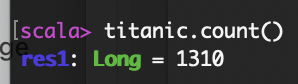 scala> titanic.count()
res1: Long = 1310